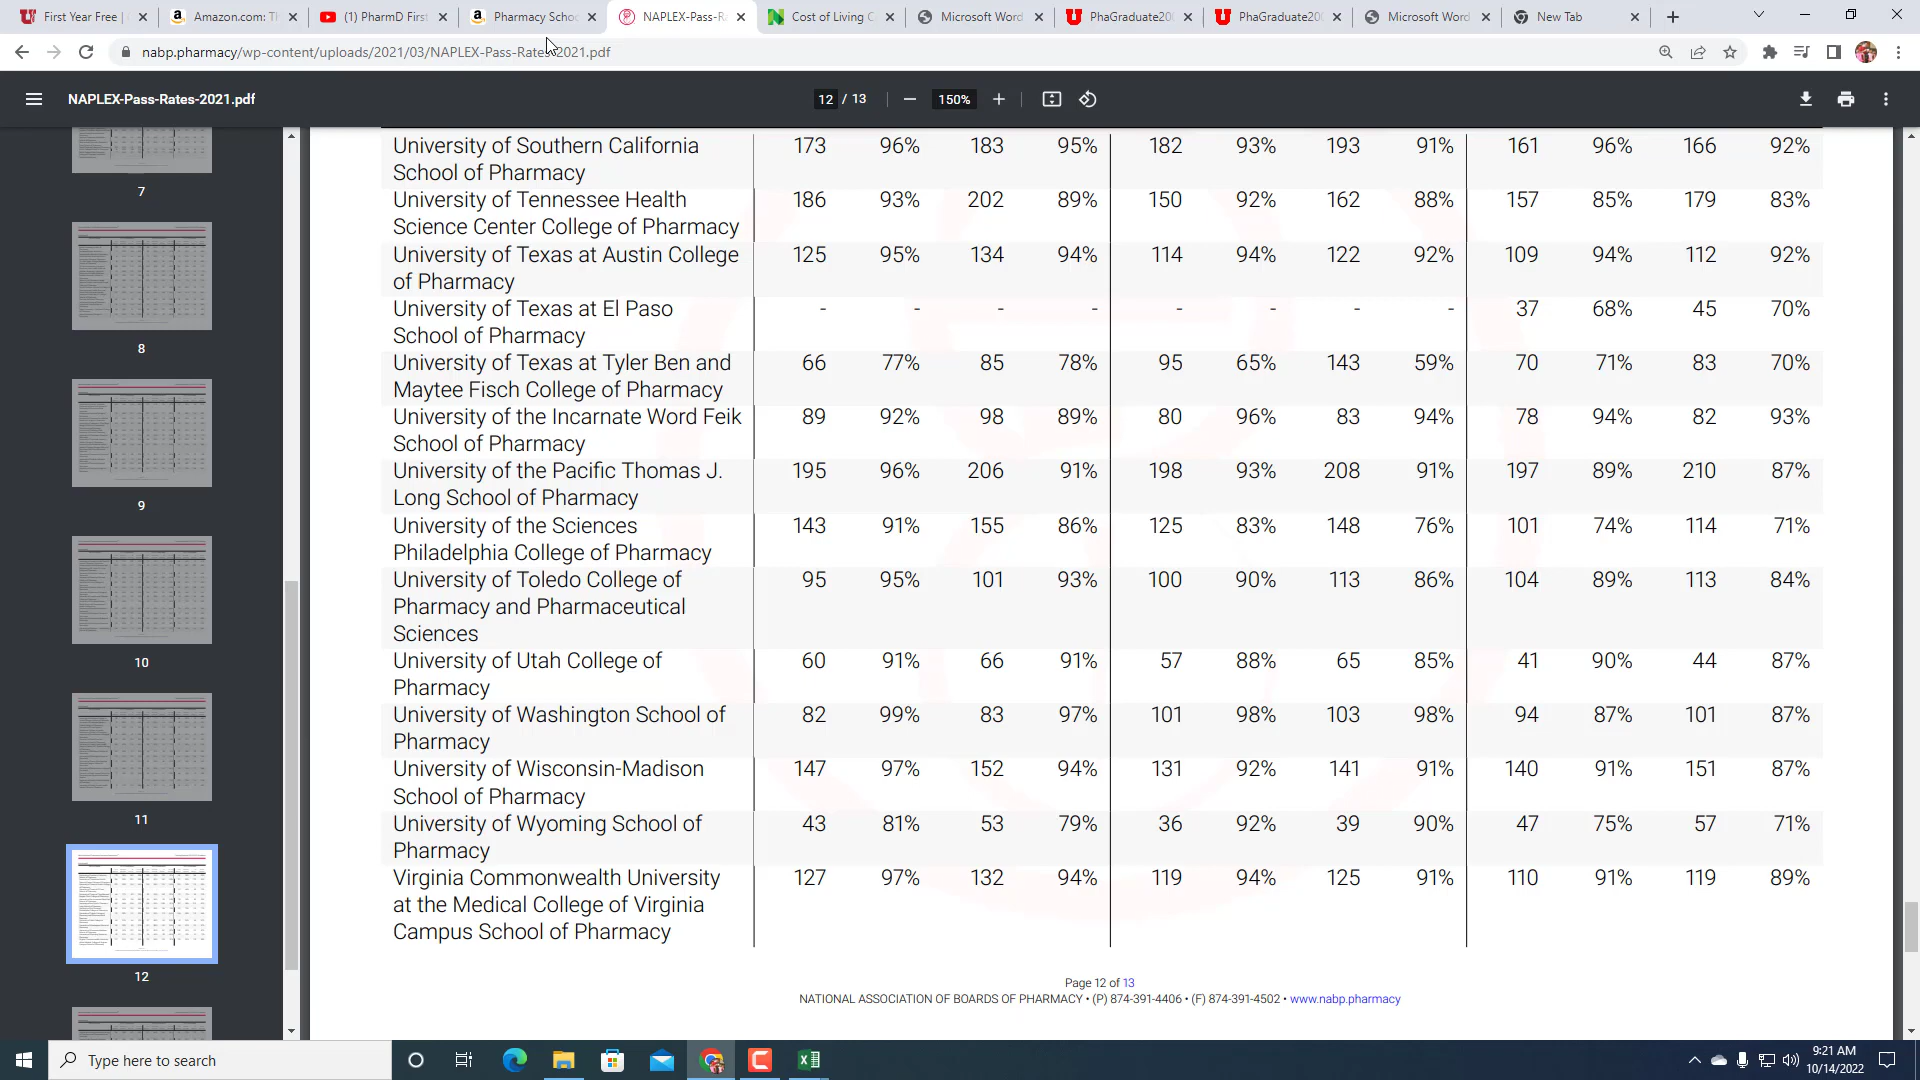 First Year Free |
Amazon.com: Th
(1) PharmD First
Pharmacy Schoo
NAPLEX-Pass-R
Cost of Living C
Microsoft Word
PhaGraduate20
PhaGraduate20
Microsoft Word
New Tab
nabp.pharmacy/wp-content/uploads/2021/03/NAPLEX-Pass-Rates-2021.pdf
NAPLEX-Pass-Rates-2021.pdf
12 / 13
150%
7
8
9
10
11
12
University of Southern California 173 96% 183 95% 182 93% 193 91% 161 96% 166 92%
School of Pharmacy
University of Tennessee Health 186 93% 202 89% 150 92% 162 88% 157 85% 179 83%
Science Center College of Pharmacy
University of Texas at Austin College 125 95% 134 94% 114 94% 122 92% 109 94% 112 92%
of Pharmacy
University of Texas at El Paso - - - - - - - - 37 68% 45 70%
School of Pharmacy
University of Texas at Tyler Ben and 66 77% 85 78% 95 65% 143 59% 70 71% 83 70%
Maytee Fisch College of Pharmacy
University of the Incarnate Word Feik 89 92% 98 89% 80 96% 83 94% 78 94% 82 93%
School of Pharmacy
University of the Pacific Thomas J. 195 96% 206 91% 198 93% 208 91% 197 89% 210 87%
Long School of Pharmacy
University of the Sciences 143 91% 155 86% 125 83% 148 76% 101 74% 114 71%
Philadelphia College of Pharmacy
University of Toledo College of 95 95% 101 93% 100 90% 113 86% 104 89% 113 84%
Pharmacy and Pharmaceutical
Sciences
University of Utah College of 60 91% 66 91% 57 88% 65 85% 41 90% 44 87%
Pharmacy
University of Washington School of 82 99% 83 97% 101 98% 103 98% 94 87% 101 87%
Pharmacy
University of Wisconsin-Madison 147 97% 152 94% 131 92% 141 91% 140 91% 151 87%
School of Pharmacy
University of Wyoming School of 43 81% 53 79% 36 92% 39 90% 47 75% 57 71%
Pharmacy
Virginia Commonwealth University 127 97% 132 94% 119 94% 125 91% 110 91% 119 89%
at the Medical College of Virginia
Campus School of Pharmacy
Page 12 of 13
NATIONAL ASSOCIATION OF BOARDS OF PHARMACY • (P) 874-391-4406 • (F) 874-391-4502 • www.nabp.pharmacy
Type here to search
9:21 AM
10/14/2022